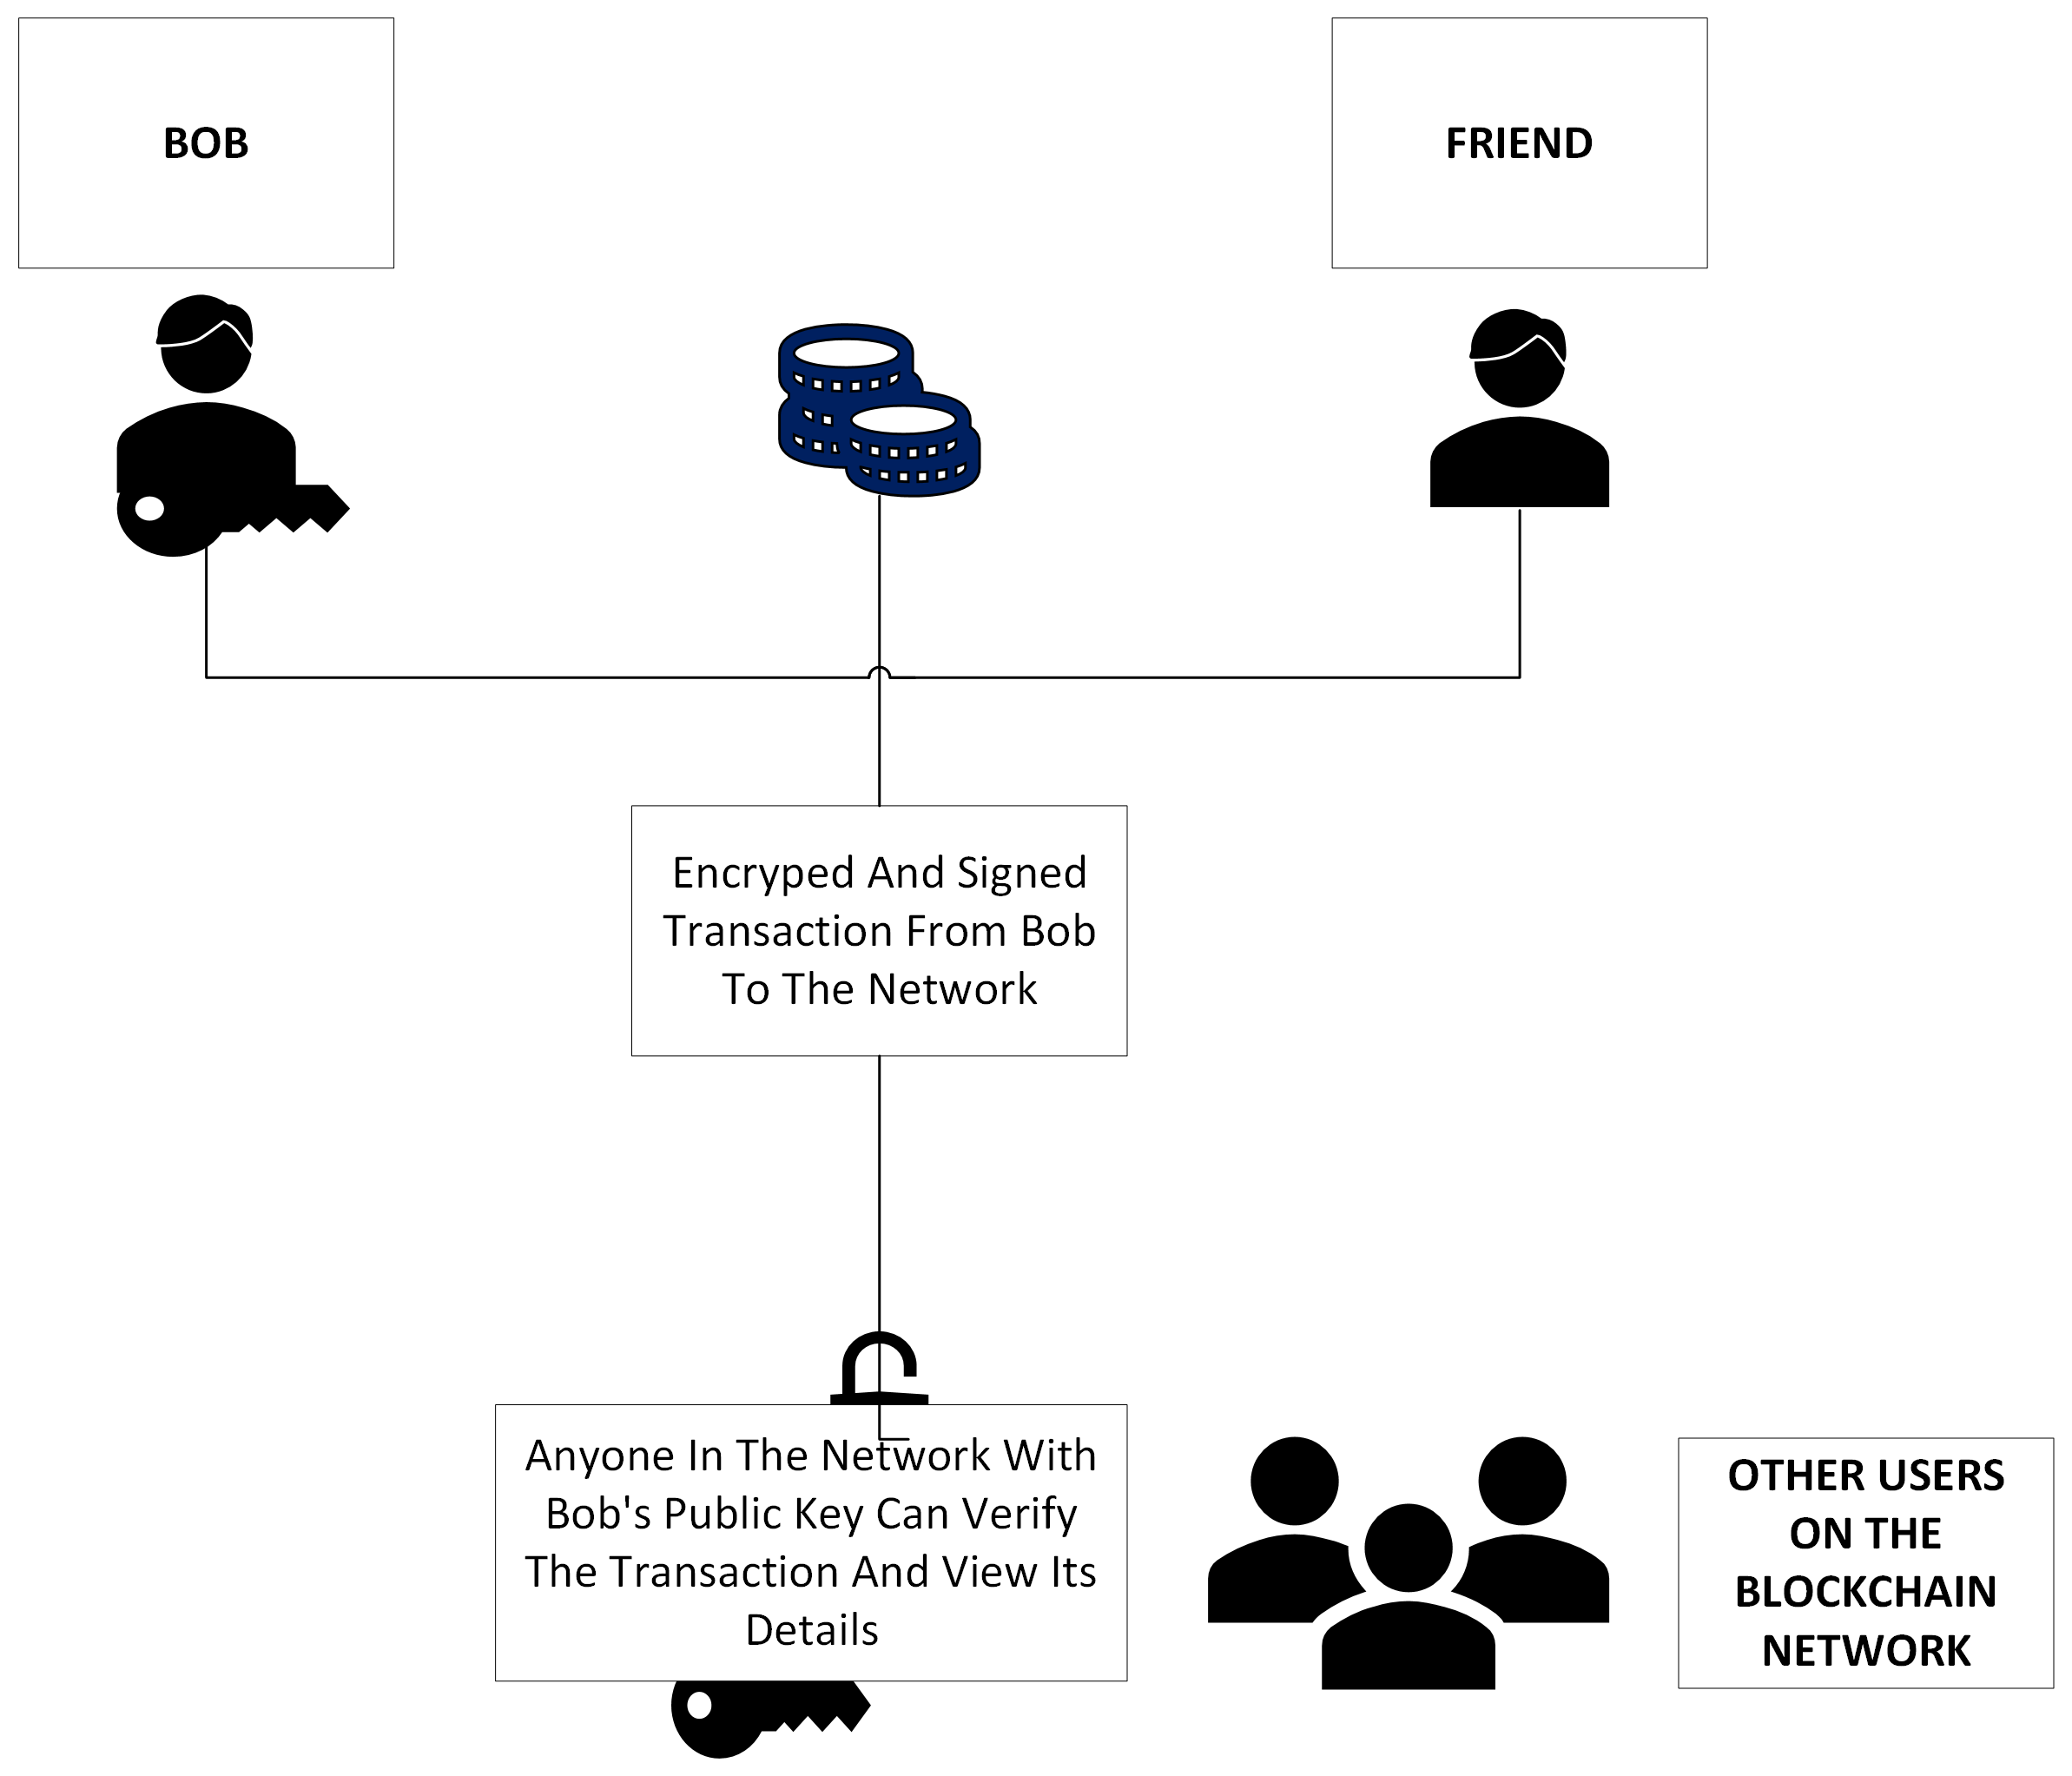 BOB
FRIEND
Encryped And Signed
Transaction From Bob
To The Network
Anyone In The Network With
Bob's Public Key Can Verify
The Transaction And View Its
Details
OTHER USERS
ON THE
BLOCKCHAIN
NETWORK